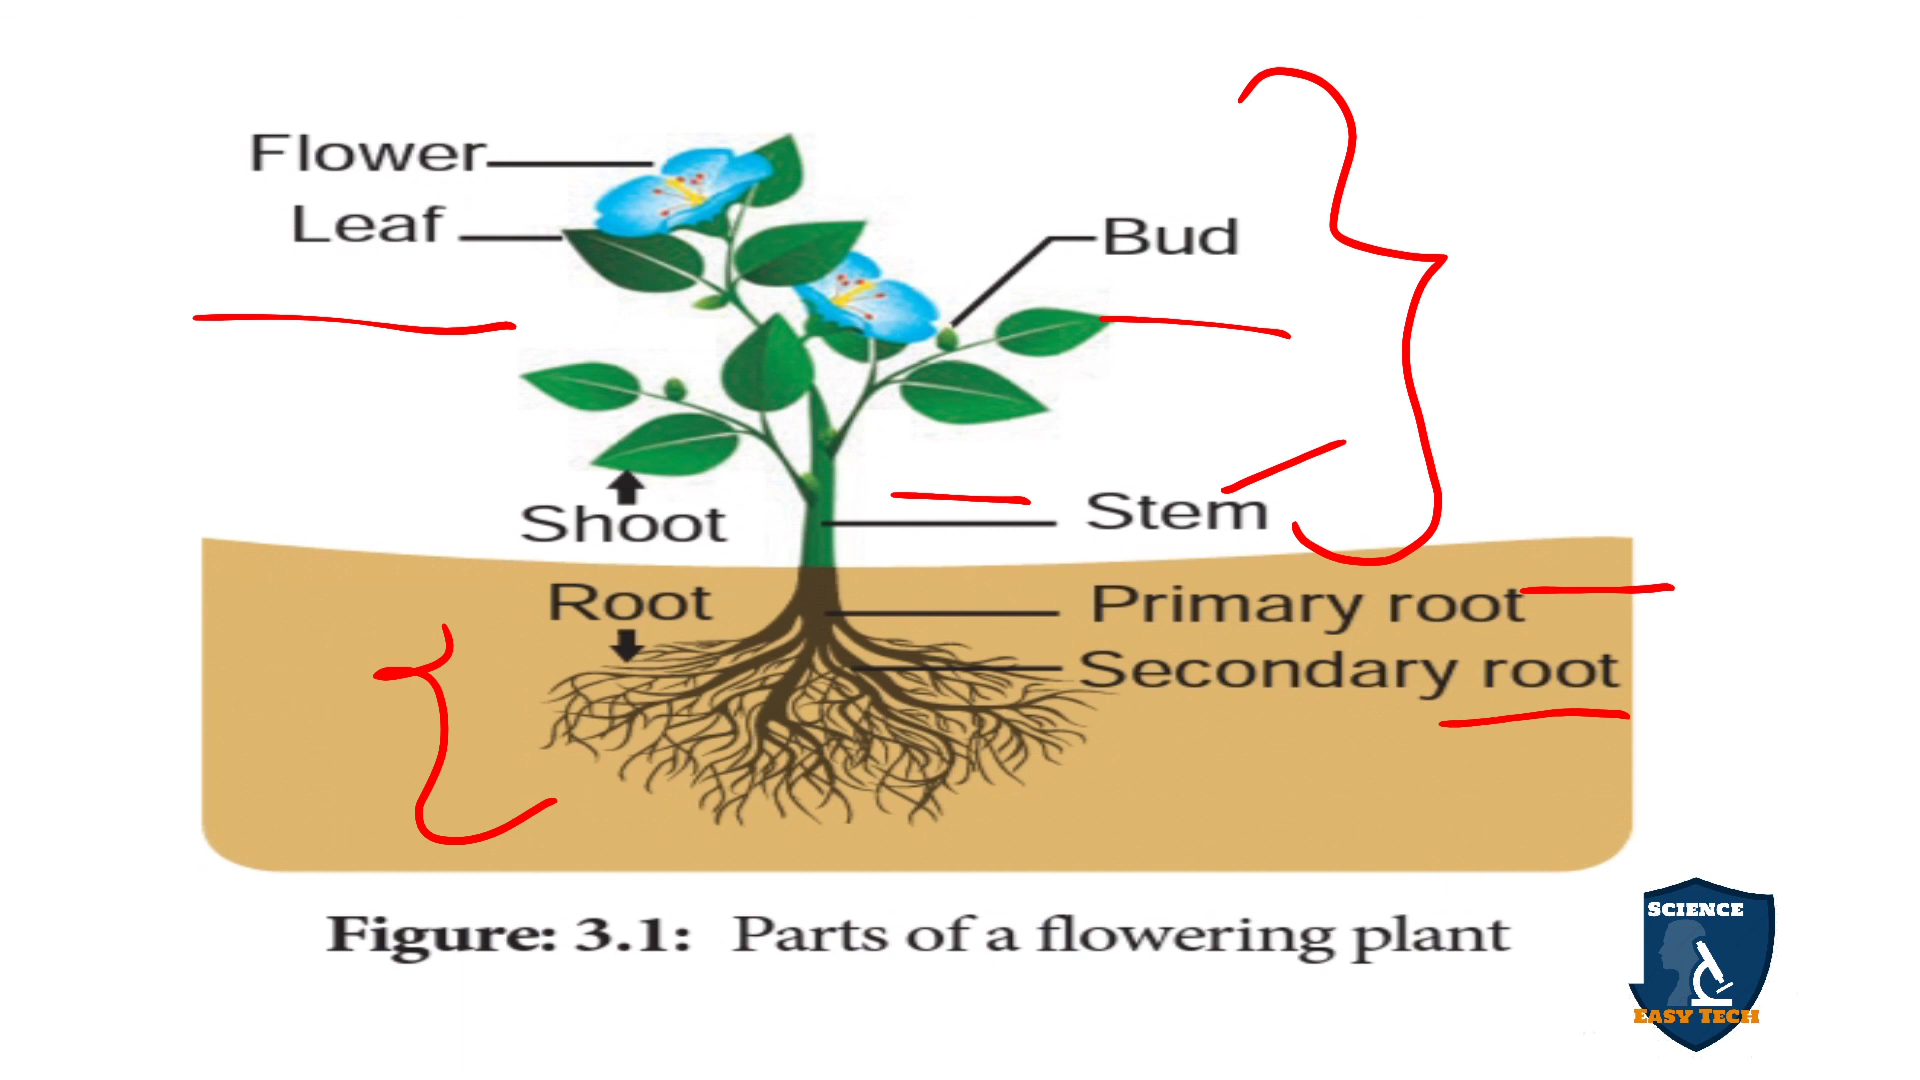 Flower
Leaf
Bud
Shoot
Stem
Root
Primary root
Secondary root
Figure: 3.1: Parts of a flowering plant
SCIENCE
EASY TECH